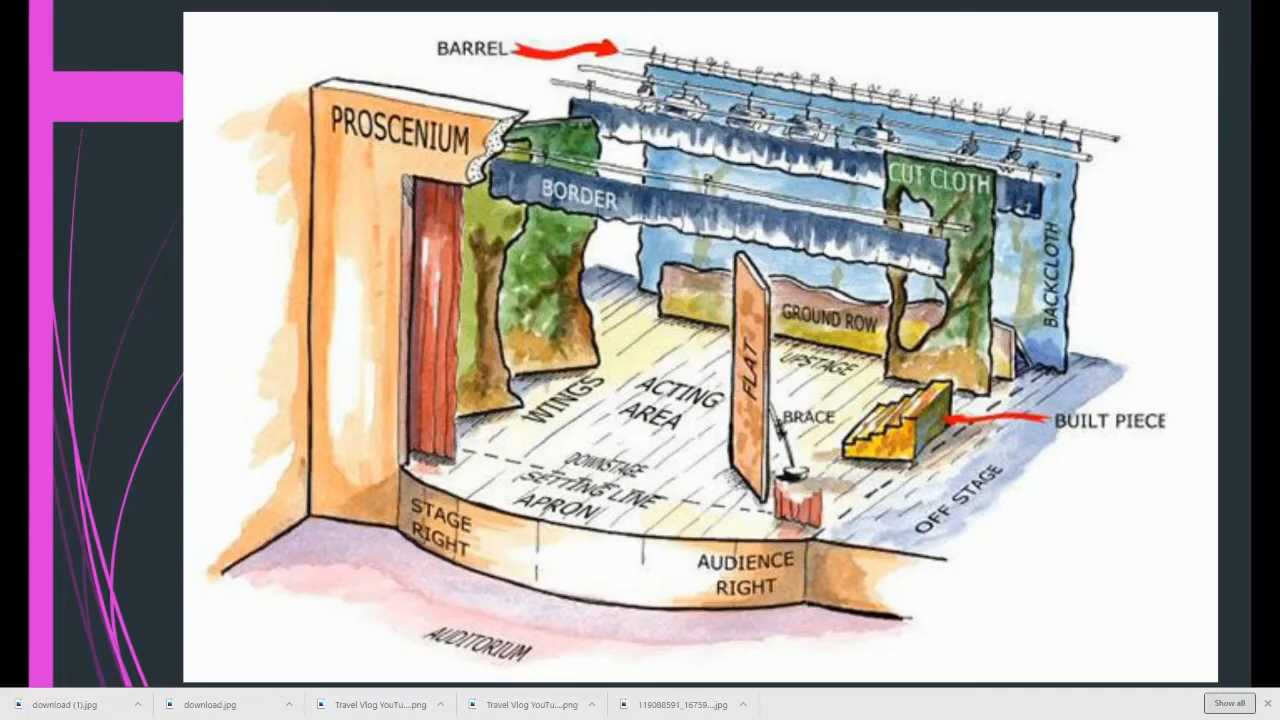 BARREL
PROSCENIUM
CUT CLOTH
BORDER
BACKCLOTH
GROUND ROW
FLAT
UPSTAGE
WINGS
ACTING
AREA
BRACE
BUILT PIECE
DOWNSTAGE
SETTING LINE
APRON
OFF STAGE
STAGE
RIGHT
AUDIENCE
RIGHT
AUDITORIUM
download (1).jpg
download.jpg
Travel Vlog YouTu....png
Travel Vlog YouTu....png
119088591_16759....jpg
Show all